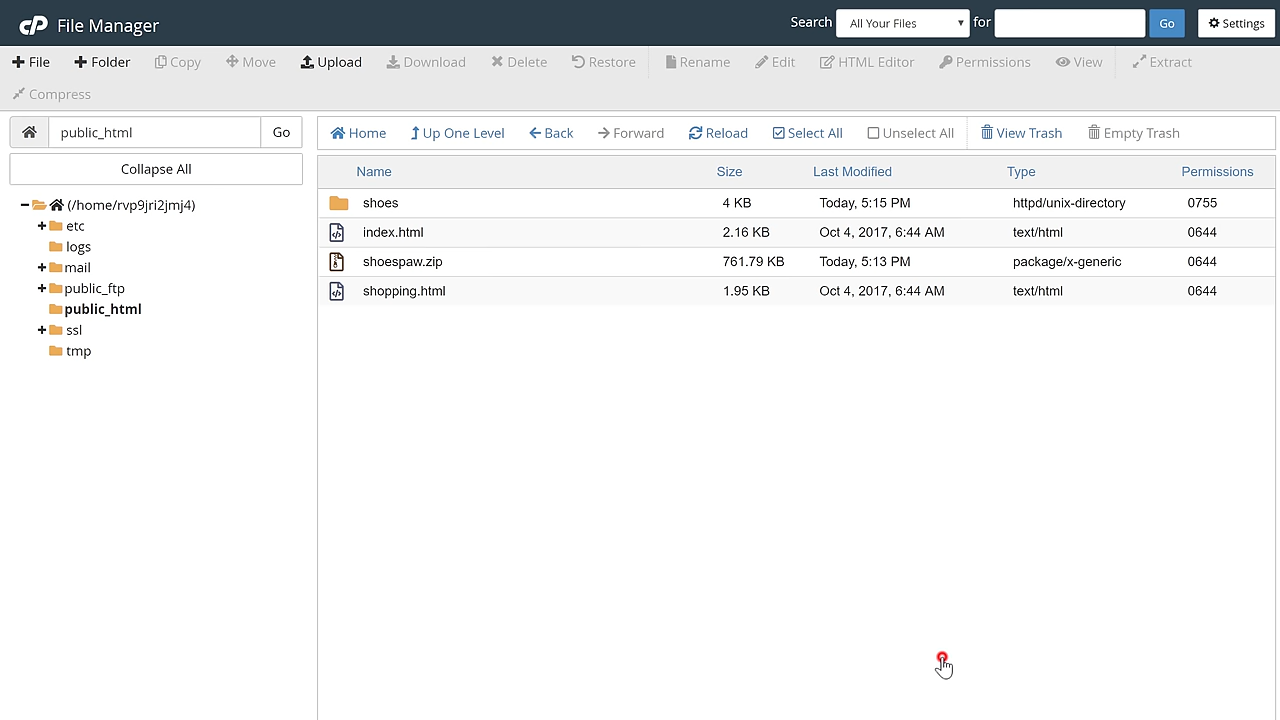 cP File Manager Search All Your Files for Go Settings
File Folder Copy Move Upload Download Delete Restore Rename Edit HTML Editor Permissions View Extract
Compress
public_html Go
Home Up One Level Back Forward Reload Select All Unselect All View Trash Empty Trash
Collapse All
(/home/rvp9jri2jmj4)
etc
logs
mail
public_ftp
public_html
ssl
tmp
Name Size Last Modified Type Permissions
shoes 4 KB Today, 5:15 PM httpd/unix-directory 0755
index.html 2.16 KB Oct 4, 2017, 6:44 AM text/html 0644
shoespaw.zip 761.79 KB Today, 5:13 PM package/x-generic 0644
shopping.html 1.95 KB Oct 4, 2017, 6:44 AM text/html 0644